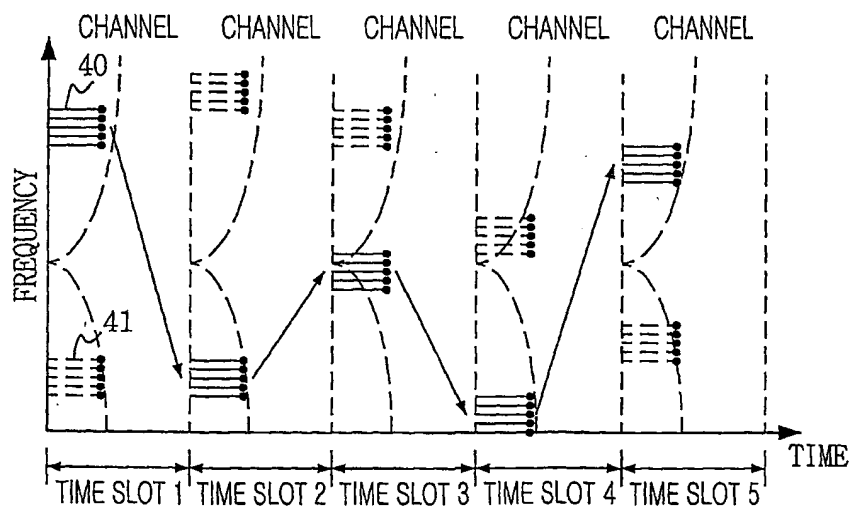 CHANNEL CHANNEL CHANNEL CHANNEL CHANNEL
40
FREQUENCY
41
TIME
TIME SLOT 1 TIME SLOT 2 TIME SLOT 3 TIME SLOT 4 TIME SLOT 5